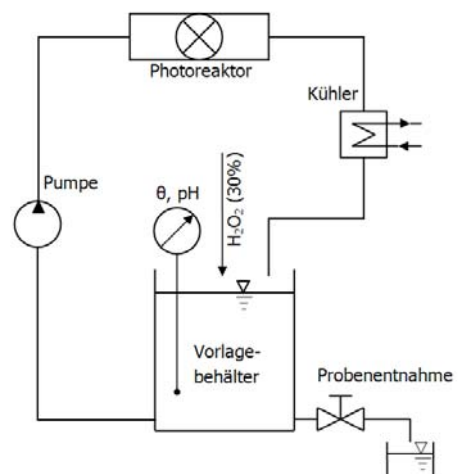 Photoreaktor
Kühler
Pumpe
θ, pH
H₂O₂ (30%)
Vorlage-
behälter
Probenentnahme